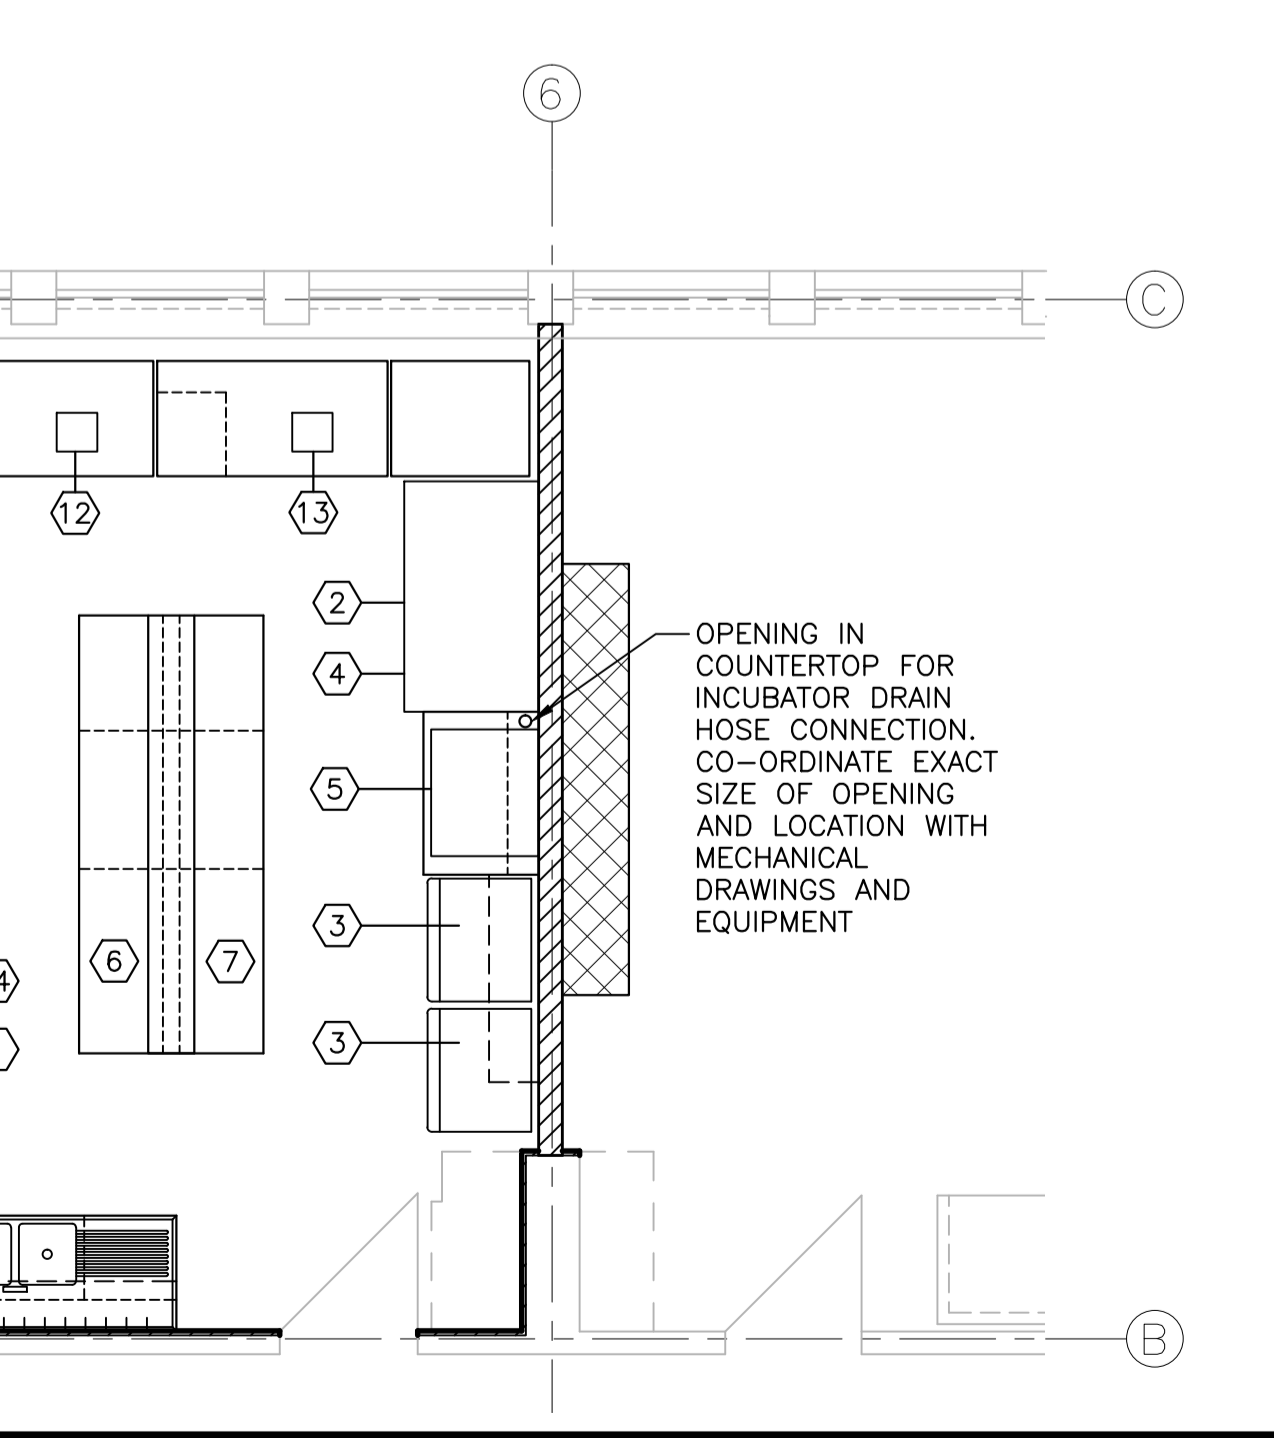 6
C
12
13
2
4
OPENING IN
COUNTERTOP FOR
INCUBATOR DRAIN
HOSE CONNECTION.
CO-ORDINATE EXACT
SIZE OF OPENING
AND LOCATION WITH
MECHANICAL
DRAWINGS AND
EQUIPMENT
5
3
6
7
4
3
B